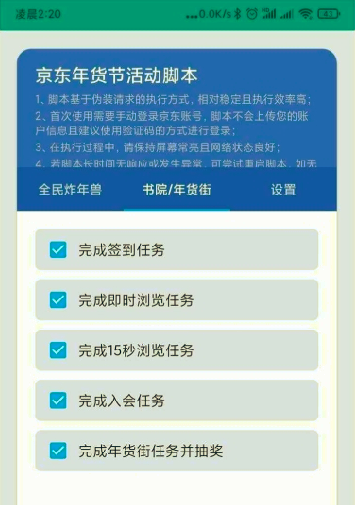 凌晨2:20
...0.0K/s
41
京东年货节活动脚本
1、脚本基于伪装请求的执行方式，相对稳定且执行效率高；
2、首次使用需要手动登录京东账号，脚本不会上传您的账
户信息且建议使用验证码的方式进行登录；
3、在执行过程中，请保持屏幕常亮且网络状态良好；
4、若脚本长时间无响应或发生异常，可尝试重启脚本，如无
全民炸年兽
书院/年货街
设置
完成签到任务
完成即时浏览任务
完成15秒浏览任务
完成入会任务
完成年货街任务并抽奖